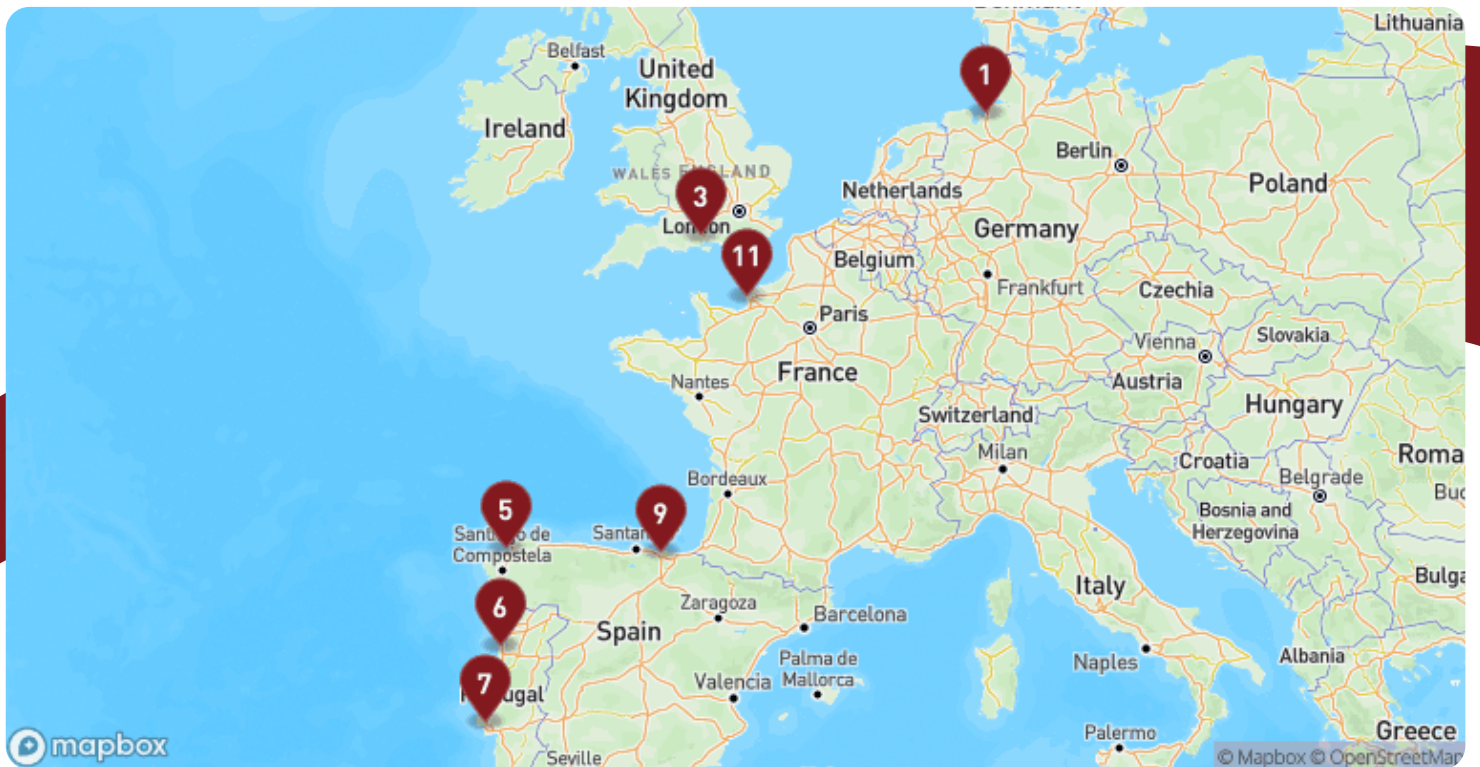 Lithuania
Belfast
United
Kingdom
1
Ireland
Berlin
WALES
Poland
Netherlands
3
London
Germany
11
Belgium
Frankfurt
Czechia
Paris
Slovakia
Vienna
France
Nantes
Austria
Switzerland
Hungary
Milan
Croatia
Roma
Bordeaux
Belgrade
Buc
5
9
Bosnia and
Herzegovina
Santan
Compostela
Bulga
Italy
6
Zaragoza
Barcelona
Spain
Albania
Palma de
Mallorca
Naples
7
Valencia
Palermo
Greece
mapbox
Seville
© Mapbox © OpenStreetMap